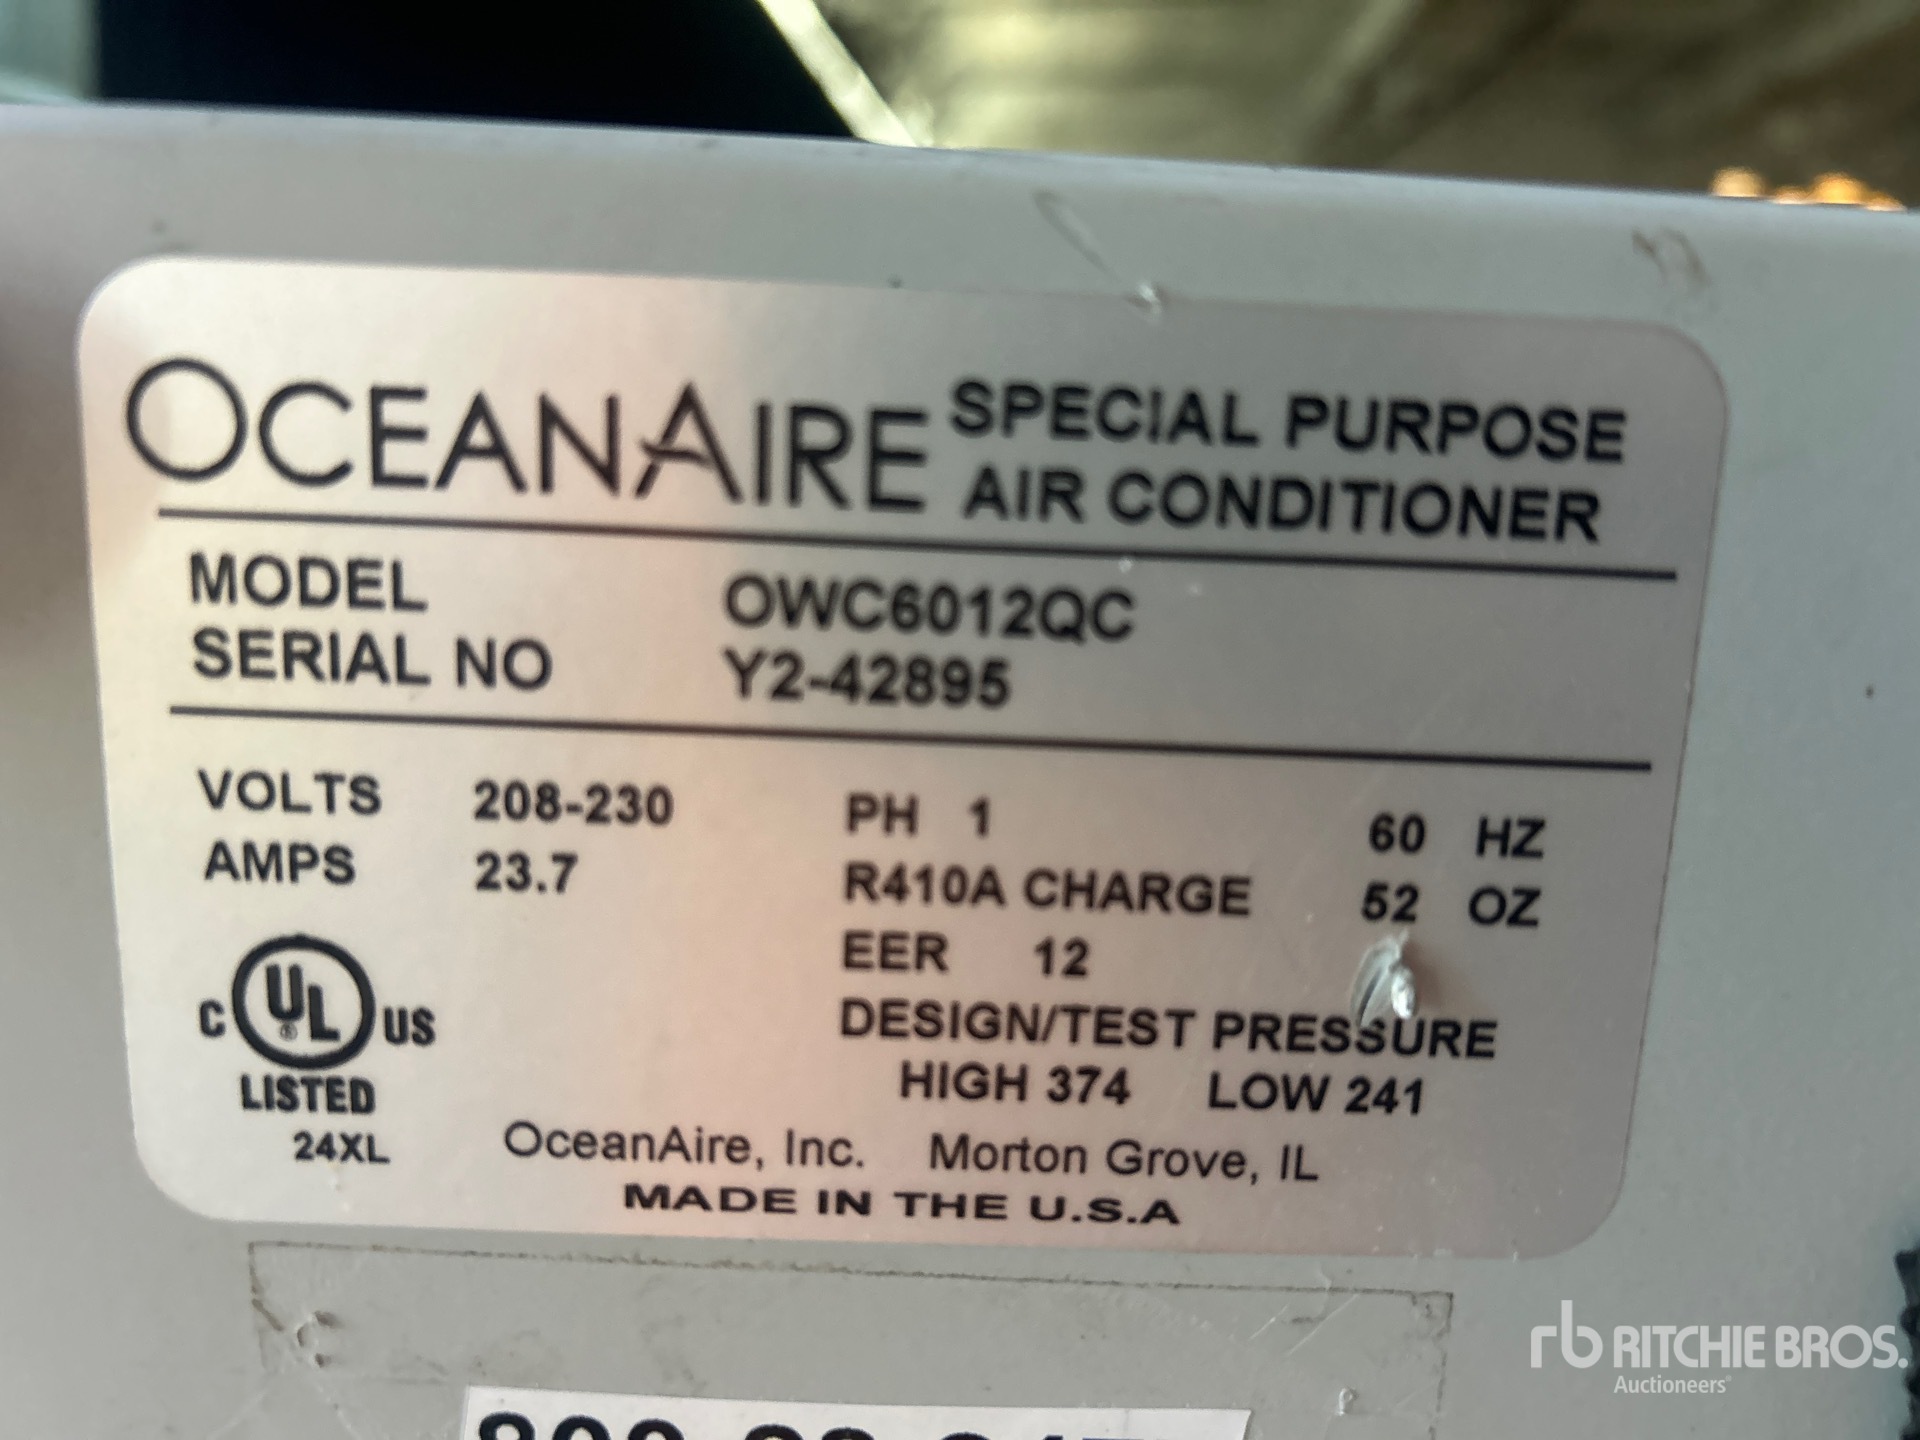 OCEANAIRE SPECIAL PURPOSE
AIR CONDITIONER
MODEL OWC6012QC
SERIAL NO Y2-42895
VOLTS 208-230 PH 1 60 HZ
AMPS 23.7 R410A CHARGE 52 OZ
EER 12
DESIGN/TEST PRESSURE
HIGH 374 LOW 241
C UL ® US
LISTED
24XL
OceanAire, Inc. Morton Grove, IL
MADE IN THE U.S.A
rb RITCHIE BROS.
Auctioneers